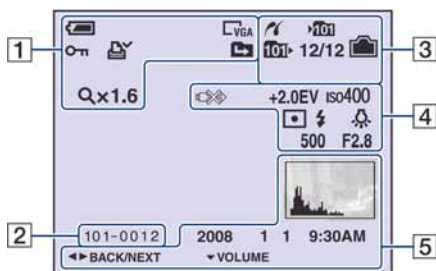 1
VGA
101
3
101 12/12
×1.6
+2.0EV ISO400
4
500 F2.8
2
101-0012
2008 1 1 9:30AM
5
BACK/NEXT
VOLUME